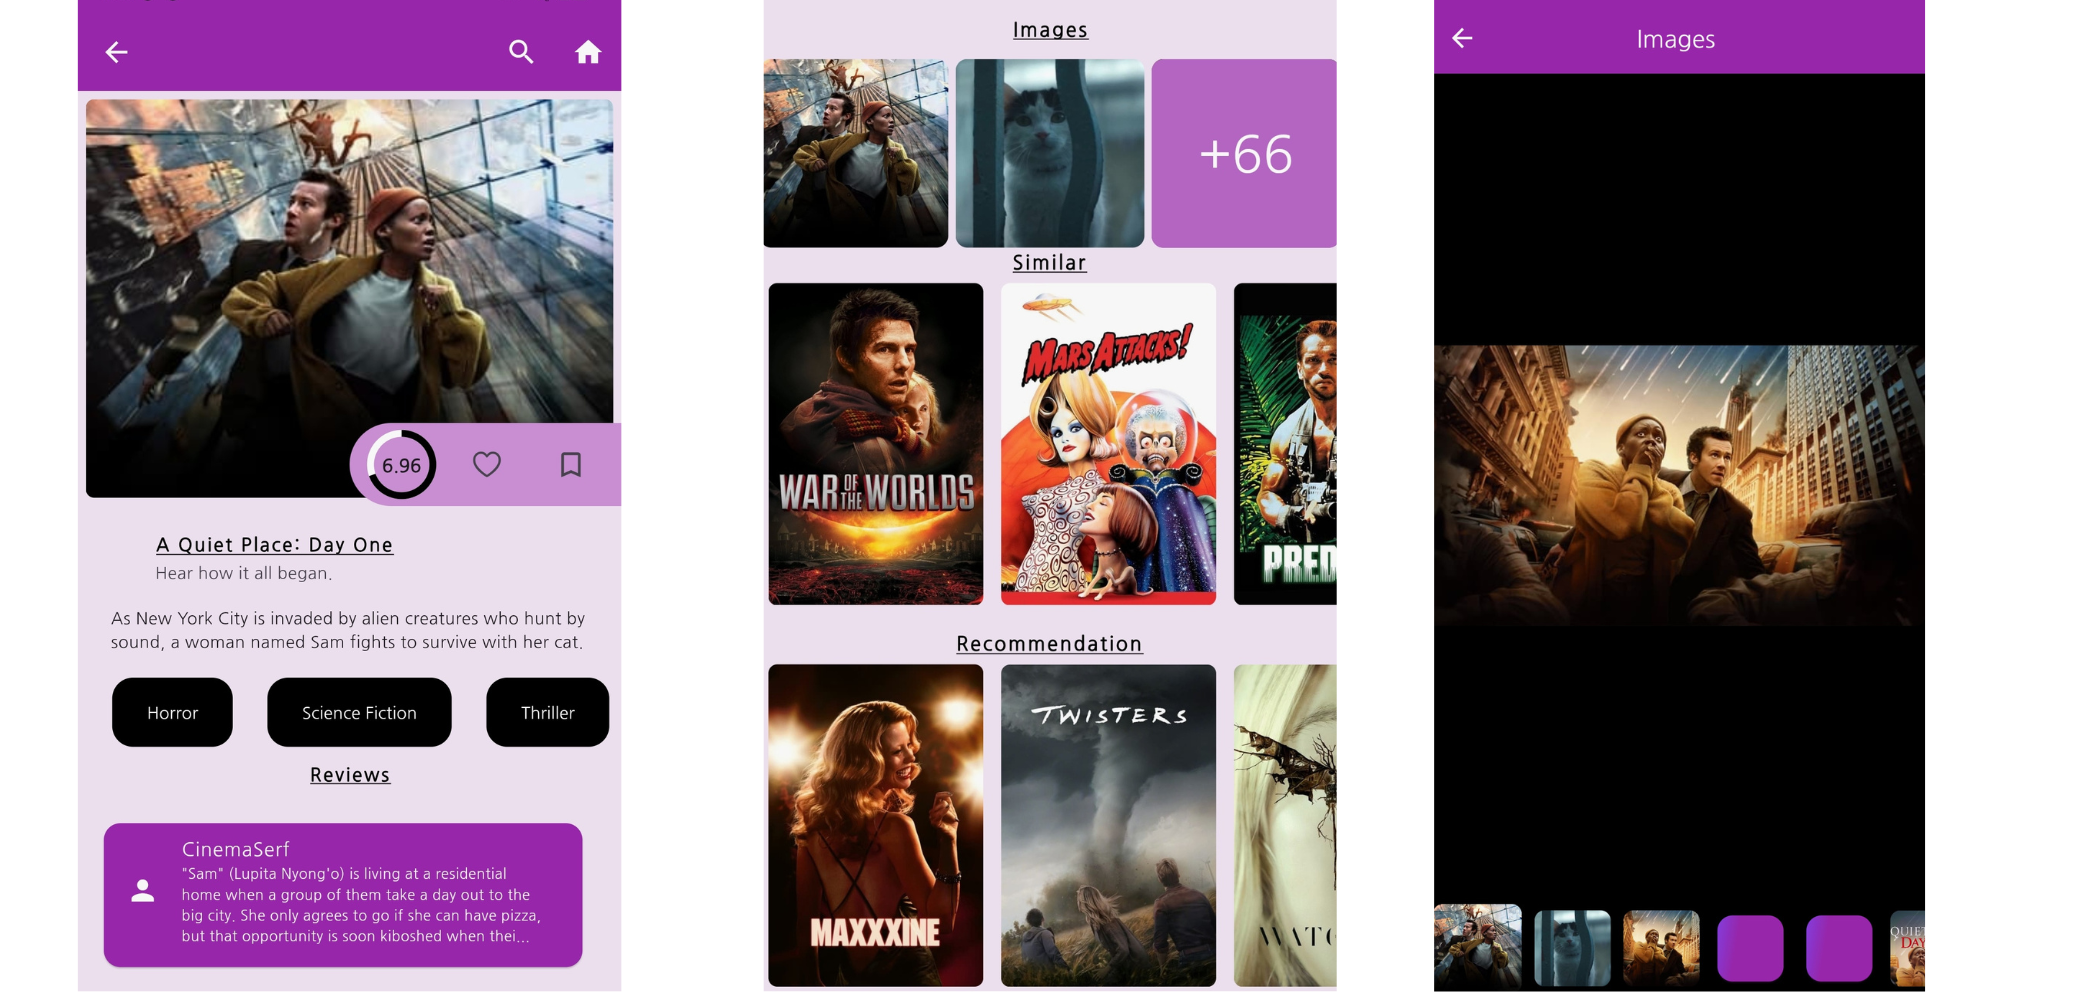 6.96
A Quiet Place: Day One
Hear how it all began.
As New York City is invaded by alien creatures who hunt by
sound, a woman named Sam fights to survive with her cat.
Horror
Science Fiction
Thriller
Reviews
CinemaSerf
"Sam" (Lupita Nyong'o) is living at a residential
home when a group of them take a day out to the
big city. She only agrees to go if she can have pizza,
but that opportunity is soon kiboshed when thei...
Images
+66
Similar
WAR OF THE WORLDS
MARS ATTACKS!
PRED
Recommendation
MAXXXINE
TWISTERS
WATC
Images
QUIET
DAY